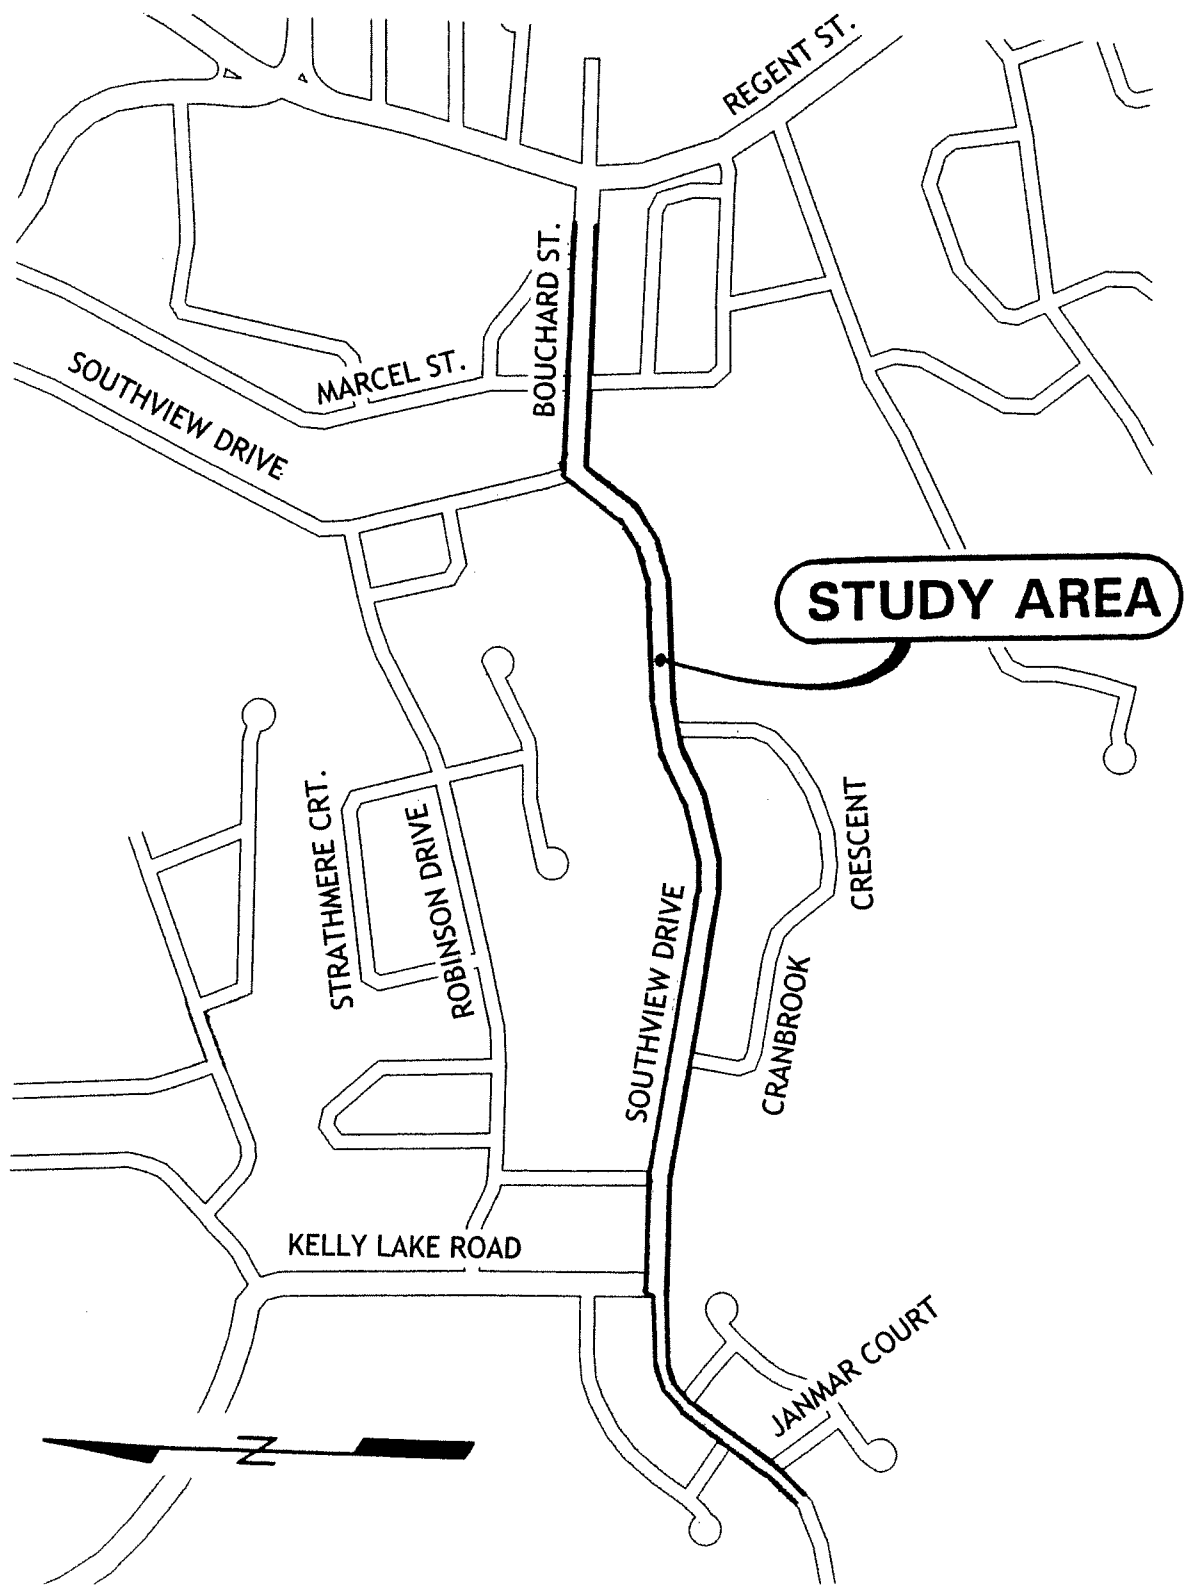 REGENT ST.
BOUCHARD ST.
MARCEL ST.
SOUTHVIEW DRIVE
STUDY AREA
STRATHMERE CRT.
ROBINSON DRIVE
CRESCENT
SOUTHVIEW DRIVE
CRANBROOK
KELLY LAKE ROAD
JANMAR COURT
N